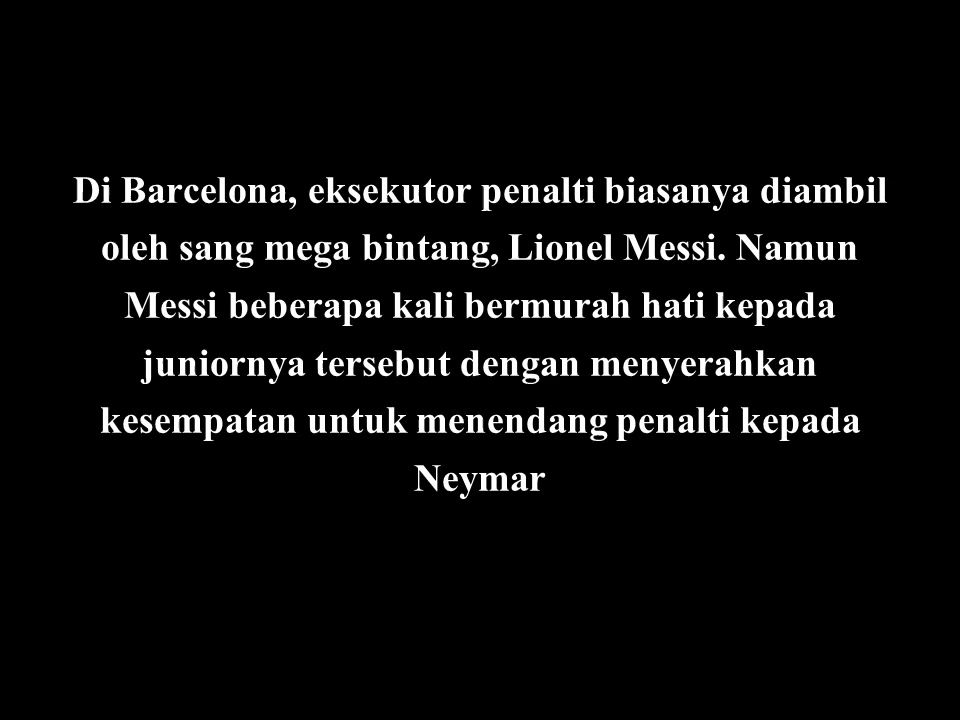 Di Barcelona, eksekutor penalti biasanya diambil
oleh sang mega bintang, Lionel Messi. Namun
Messi beberapa kali bermurah hati kepada
juniornya tersebut dengan menyerahkan
kesempatan untuk menendang penalti kepada
Neymar